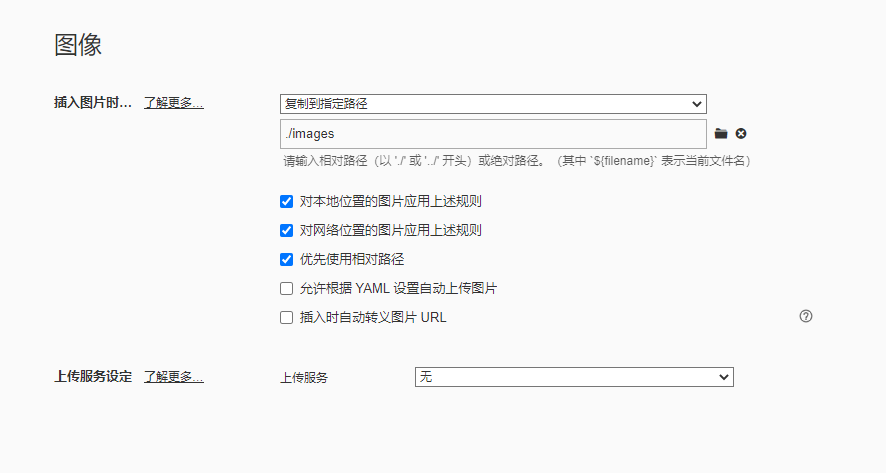 图像
插入图片时... 了解更多... 复制到指定路径
./images
请输入相对路径（以 './' 或 '../' 开头）或绝对路径。（其中 `${filename}` 表示当前文件名）
对本地位置的图片应用上述规则
对网络位置的图片应用上述规则
优先使用相对路径
允许根据 YAML 设置自动上传图片
插入时自动转义图片 URL
上传服务设定 了解更多... 上传服务 无